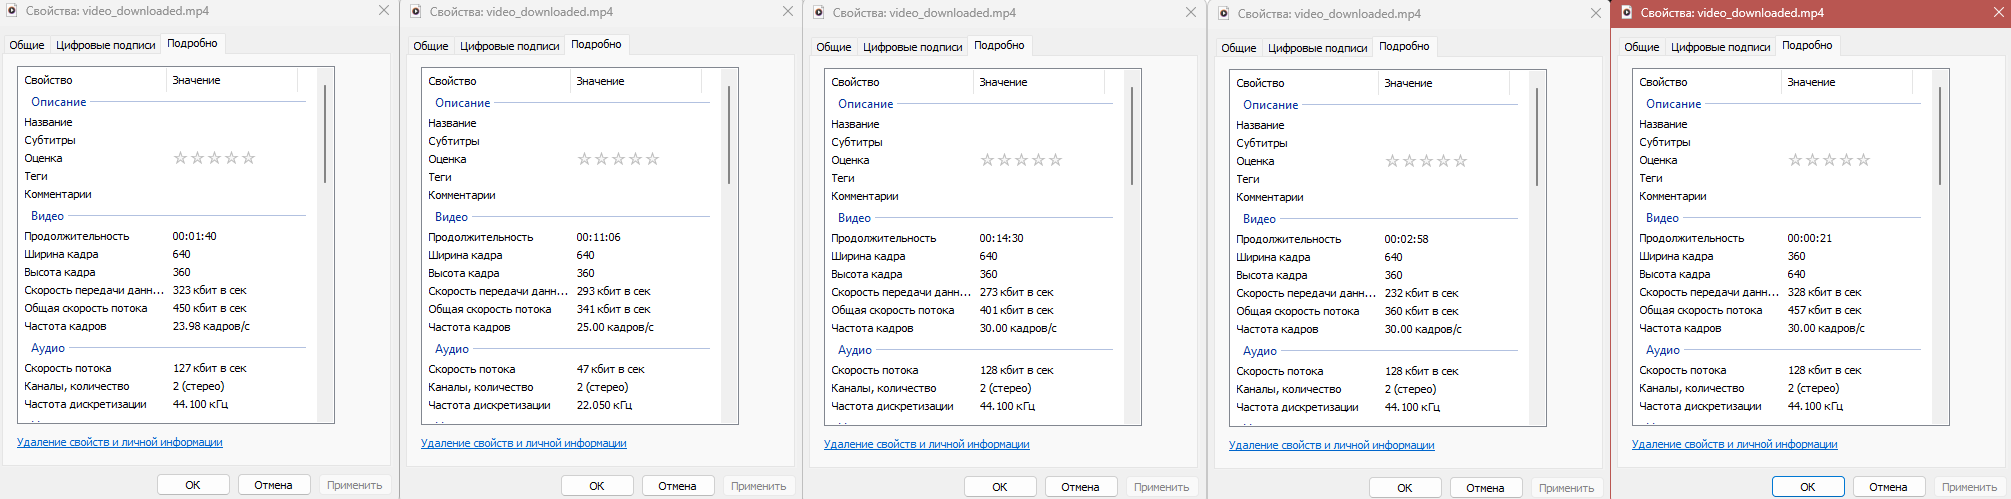 Свойства: video_downloaded.mp4
Общие Цифровые подписи Подробно
Свойство Значение
Описание
Название
Субтитры
Оценка
Теги
Комментарии
Видео
Продолжительность 00:01:40
Ширина кадра 640
Высота кадра 360
Скорость передачи данн... 323 кбит в сек
Общая скорость потока 450 кбит в сек
Частота кадров 23.98 кадров/с
Аудио
Скорость потока 127 кбит в сек
Каналы, количество 2 (стерео)
Частота дискретизации 44.100 кГц
Удаление свойств и личной информации
ОК Отмена Применить
Свойства: video_downloaded.mp4
Общие Цифровые подписи Подробно
Свойство Значение
Описание
Название
Субтитры
Оценка
Теги
Комментарии
Видео
Продолжительность 00:11:06
Ширина кадра 640
Высота кадра 360
Скорость передачи данн... 293 кбит в сек
Общая скорость потока 341 кбит в сек
Частота кадров 25.00 кадров/с
Аудио
Скорость потока 47 кбит в сек
Каналы, количество 2 (стерео)
Частота дискретизации 22.050 кГц
Удаление свойств и личной информации
ОК Отмена Применить
Свойства: video_downloaded.mp4
Общие Цифровые подписи Подробно
Свойство Значение
Описание
Название
Субтитры
Оценка
Теги
Комментарии
Видео
Продолжительность 00:14:30
Ширина кадра 640
Высота кадра 360
Скорость передачи данн... 273 кбит в сек
Общая скорость потока 401 кбит в сек
Частота кадров 30.00 кадров/с
Аудио
Скорость потока 128 кбит в сек
Каналы, количество 2 (стерео)
Частота дискретизации 44.100 кГц
Удаление свойств и личной информации
ОК Отмена Применить
Свойства: video_downloaded.mp4
Общие Цифровые подписи Подробно
Свойство Значение
Описание
Название
Субтитры
Оценка
Теги
Комментарии
Видео
Продолжительность 00:02:58
Ширина кадра 640
Высота кадра 360
Скорость передачи данн... 232 кбит в сек
Общая скорость потока 360 кбит в сек
Частота кадров 30.00 кадров/с
Аудио
Скорость потока 128 кбит в сек
Каналы, количество 2 (стерео)
Частота дискретизации 44.100 кГц
Удаление свойств и личной информации
ОК Отмена Применить
Свойства: video_downloaded.mp4
Общие Цифровые подписи Подробно
Свойство Значение
Описание
Название
Субтитры
Оценка
Теги
Комментарии
Видео
Продолжительность 00:00:21
Ширина кадра 360
Высота кадра 640
Скорость передачи данн... 328 кбит в сек
Общая скорость потока 457 кбит в сек
Частота кадров 30.00 кадров/с
Аудио
Скорость потока 128 кбит в сек
Каналы, количество 2 (стерео)
Частота дискретизации 44.100 кГц
Удаление свойств и личной информации
ОК Отмена Применить